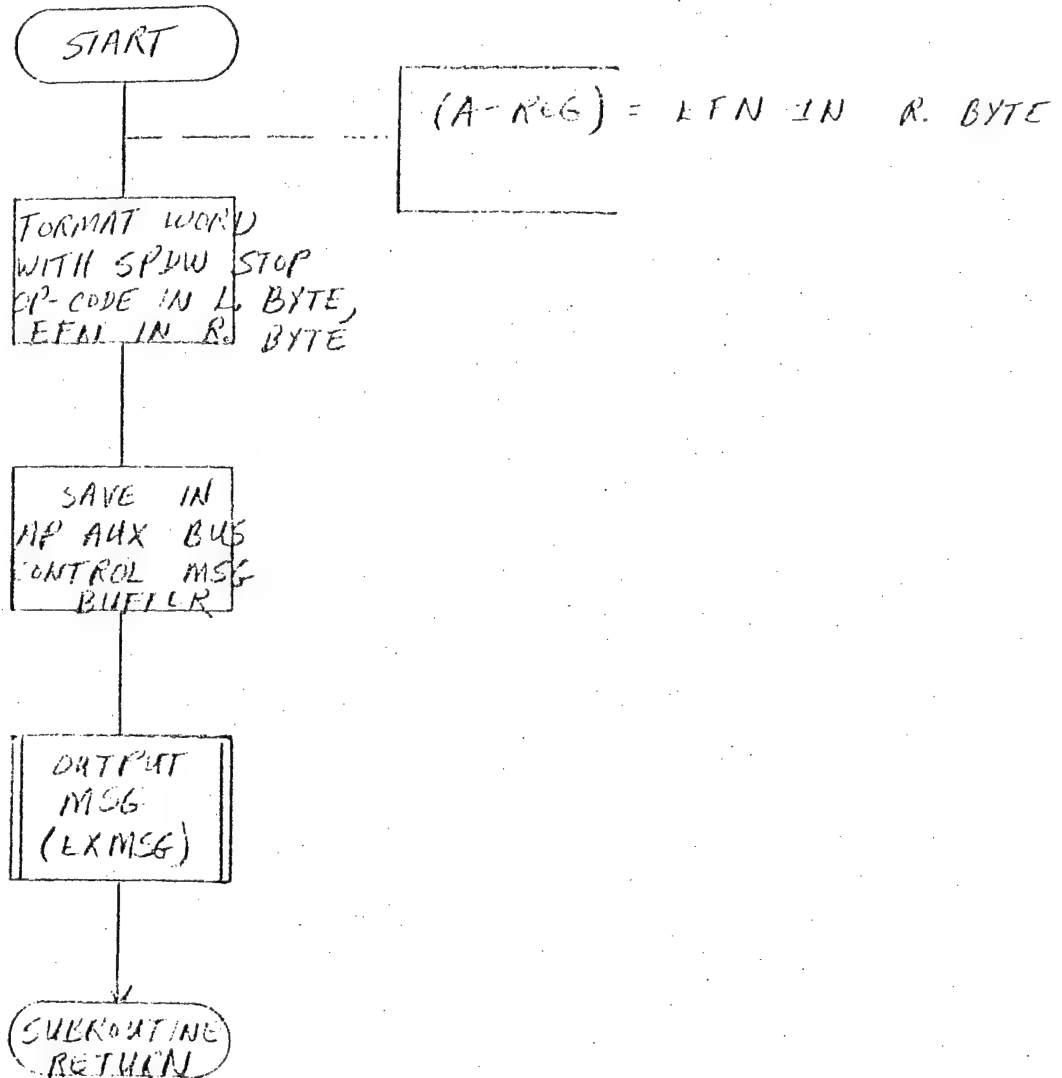 START
(A-REG) = EFN IN R. BYTE
FORMAT WORD
WITH SPDW STOP
OP-CODE IN L. BYTE,
EFN IN R. BYTE
SAVE IN
AP AUX BUS
CONTROL MSG
BUFFER
OUTPUT
MSG
(EXMSG)
SUBROUTINE
RETURN